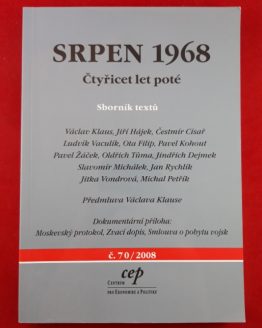 SRPEN 1968
Čtyřicet let poté
Sborník textů
Václav Klaus, Jiří Hájek, Čestmír Císař
Ludvík Vaculík, Ota Filip, Pavel Kohout
Pavel Žáček, Oldřich Tůma, Jindřich Dejmek
Slavomír Michálek, Jan Rychlík
Jitka Vondrová, Michal Petřík
Předmluva Václava Klause
Dokumentární příloha:
Moskevský protokol, Zvací dopis, Smlouva o pobytu vojsk
č. 70/2008
cep
Centrum
pro Ekonomiku a Politiku